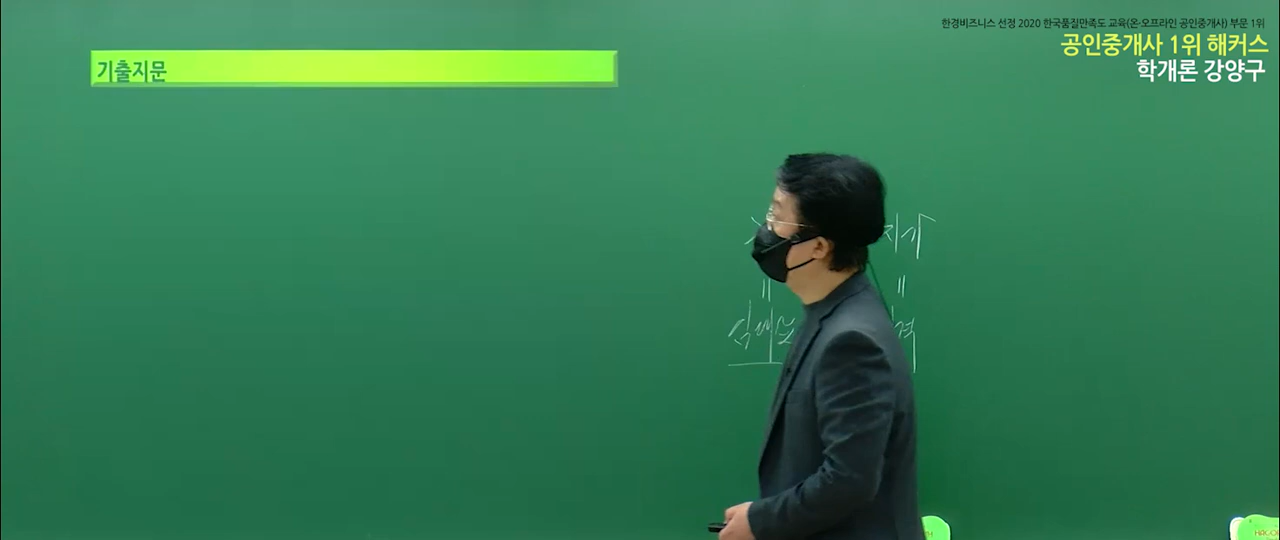 한경비즈니스 선정 2020 한국품질만족도 교육(온·오프라인 공인중개사) 부문 1위
공인중개사 1위 해커스
학개론 강양구
기출지문